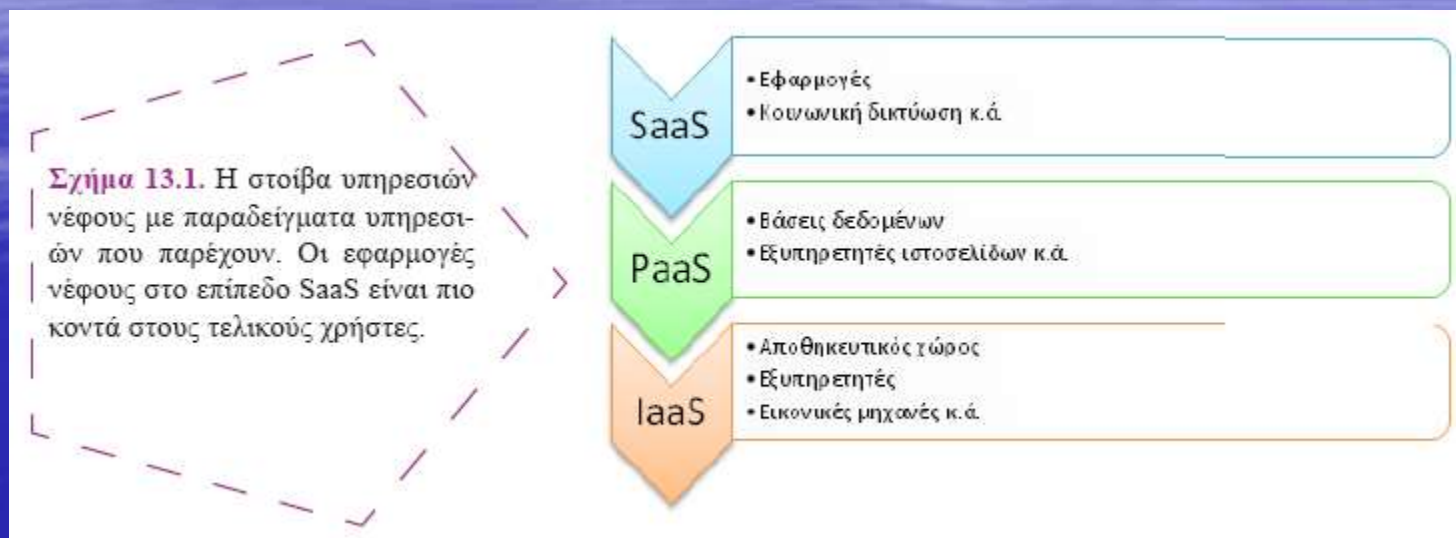 Σχήμα 13.1. Η στοίβα υπηρεσιών
νέφους με παραδείγματα υπηρεσι-
ών που παρέχουν. Οι εφαρμογές
νέφους στο επίπεδο SaaS είναι πιο
κοντά στους τελικούς χρήστες.
SaaS
• Εφαρμογές
• Κοινωνική δικτύωση κ.ά.
PaaS
• Βάσεις δεδομένων
• Εξυπηρετητές ιστοσελίδων κ.ά.
IaaS
• Αποθηκευτικός χώρος
• Εξυπηρετητές
• Εικονικές μηχανές κ.ά.